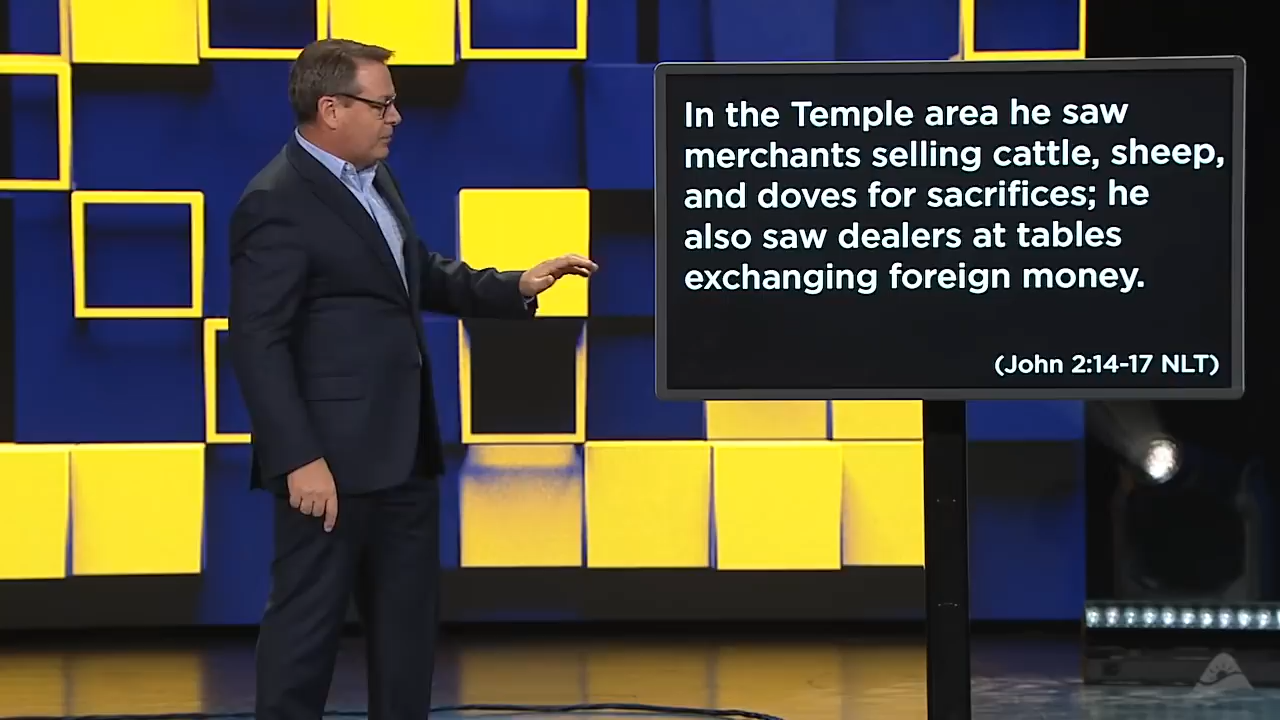 In the Temple area he saw
merchants selling cattle, sheep,
and doves for sacrifices; he
also saw dealers at tables
exchanging foreign money.
(John 2:14-17 NLT)